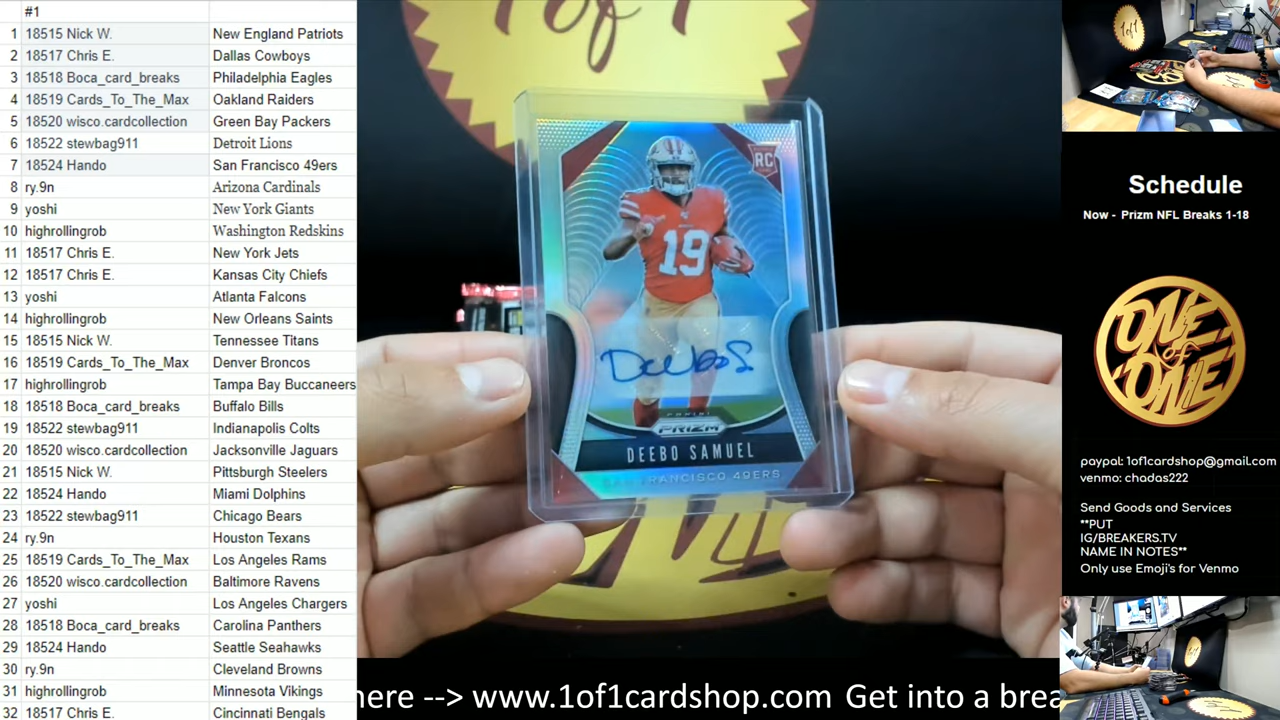 #1
1 18515 Nick W. New England Patriots
2 18517 Chris E. Dallas Cowboys
3 18518 Boca_card_breaks Philadelphia Eagles
4 18519 Cards_To_The_Max Oakland Raiders
5 18520 wisco.cardcollection Green Bay Packers
6 18522 stewbag911 Detroit Lions
7 18524 Hando San Francisco 49ers
8 ry.9n Arizona Cardinals
9 yoshi New York Giants
10 highrollingrob Washington Redskins
11 18517 Chris E. New York Jets
12 18517 Chris E. Kansas City Chiefs
13 yoshi Atlanta Falcons
14 highrollingrob New Orleans Saints
15 18515 Nick W. Tennessee Titans
16 18519 Cards_To_The_Max Denver Broncos
17 highrollingrob Tampa Bay Buccaneers
18 18518 Boca_card_breaks Buffalo Bills
19 18522 stewbag911 Indianapolis Colts
20 18520 wisco.cardcollection Jacksonville Jaguars
21 18515 Nick W. Pittsburgh Steelers
22 18524 Hando Miami Dolphins
23 18522 stewbag911 Chicago Bears
24 ry.9n Houston Texans
25 18519 Cards_To_The_Max Los Angeles Rams
26 18520 wisco.cardcollection Baltimore Ravens
27 yoshi Los Angeles Chargers
28 18518 Boca_card_breaks Carolina Panthers
29 18524 Hando Seattle Seahawks
30 ry.9n Cleveland Browns
31 highrollingrob Minnesota Vikings
32 18517 Chris E. Cincinnati Bengals
1 of 1
RC
19
DeeboS
PANINI
PRIZM
DEEBO SAMUEL
SAN FRANCISCO 49ERS
here --> www.1of1cardshop.com Get into a brea
1of1
Schedule
Now - Prizm NFL Breaks 1-18
ONE
of
ONE
paypal: 1of1cardshop@gmail.com
venmo: chadas222
Send Goods and Services
**PUT
IG/BREAKERS.TV
NAME IN NOTES**
Only use Emoji's for Venmo